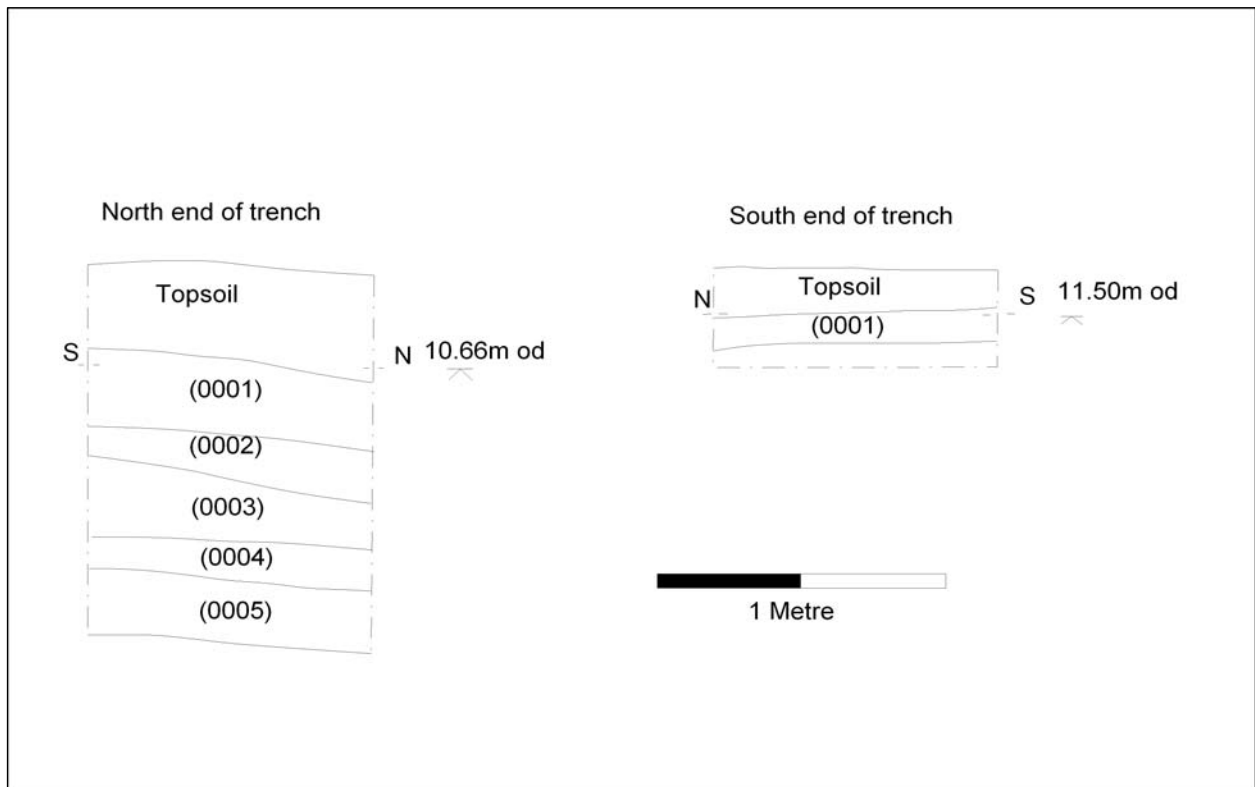 North end of trench
Topsoil
S
N 10.66m od
(0001)
(0002)
(0003)
(0004)
(0005)
South end of trench
N
Topsoil
S 11.50m od
(0001)
1 Metre